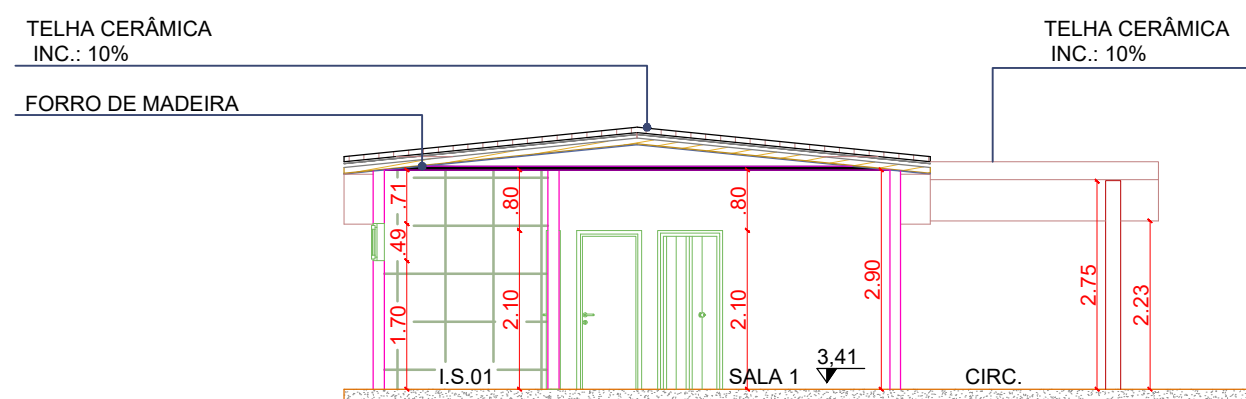 TELHA CERÂMICA
INC.: 10%
TELHA CERÂMICA
INC.: 10%
FORRO DE MADEIRA
.71
.80
.80
.49
1.70
2.10
2.10
2.90
2.75
2.23
3,41
I.S.01
SALA 1
CIRC.